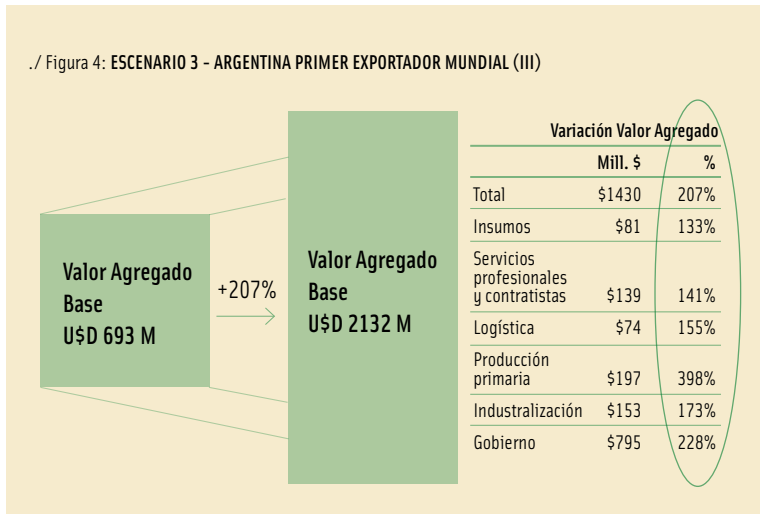 ./ Figura 4: ESCENARIO 3 - ARGENTINA PRIMER EXPORTADOR MUNDIAL (III)
Valor Agregado
Base
U$D 693 M
+207%
Valor Agregado
Base
U$D 2132 M
Variación Valor Agregado
Mill. $ %
Total $1430 207%
Insumos $81 133%
Servicios
profesionales
y contratistas $139 141%
Logística $74 155%
Producción
primaria $197 398%
Industralización $153 173%
Gobierno $795 228%